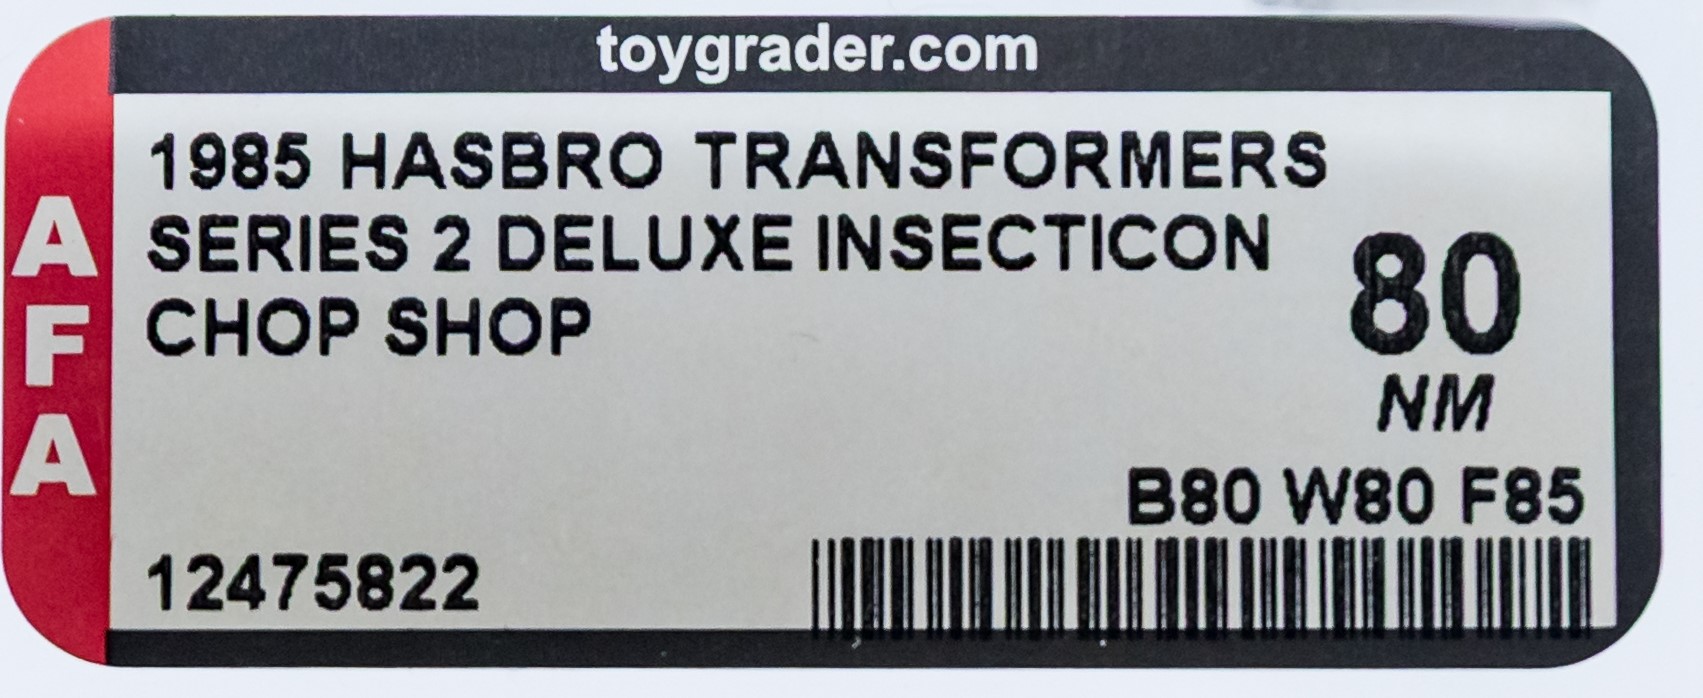 toygrader.com
AFA
1985 HASBRO TRANSFORMERS
SERIES 2 DELUXE INSECTICON
CHOP SHOP
80
NM
B80 W80 F85
12475822